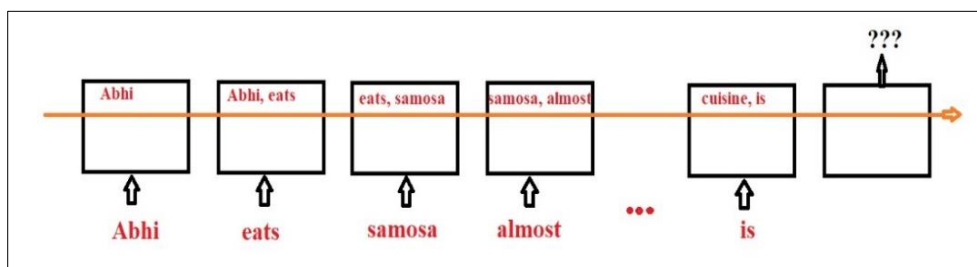 ???
Abhi
Abhi, eats
eats, samosa
samosa, almost
cuisine, is
Abhi
eats
samosa
almost
...
is